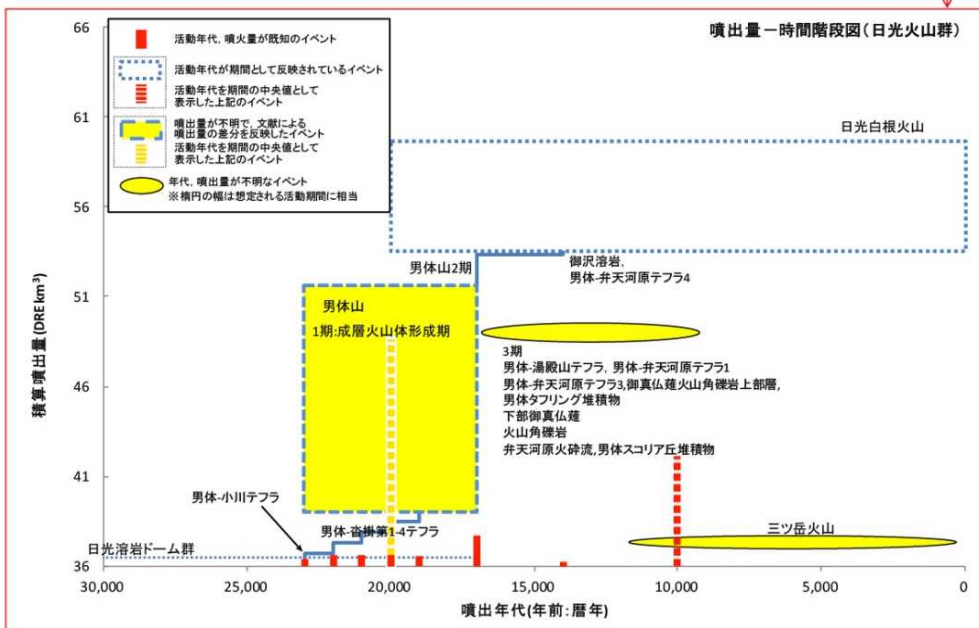 噴出量－時間階段図(日光火山群)
活動年代，噴火量が既知のイベント
活動年代が期間として反映されているイベント
活動年代を期間の中央値として
表示した上記のイベント
噴出量が不明で，文献による
噴出量の差分を反映したイベント
活動年代を期間の中央値として
表示した上記のイベント
年代，噴出量が不明なイベント
※楕円の幅は想定される活動期間に相当
積算噴出量(DRE km³)
66
61
56
51
46
41
36
日光白根火山
男体山2期
御沢溶岩，
男体-弁天河原テフラ4
男体山
1期:成層火山体形成期
3期
男体-湯殿山テフラ，男体-弁天河原テフラ1
男体-弁天河原テフラ3,御真仏薙火山角礫岩上部層,
男体タフリング堆積物
下部御真仏薙
火山角礫岩
弁天河原火砕流,男体スコリア丘堆積物
男体-小川テフラ
男体-沓掛第1-4テフラ
三ツ岳火山
日光溶岩ドーム群
30,000
25,000
20,000
15,000
10,000
5,000
0
噴出年代(年前:暦年)